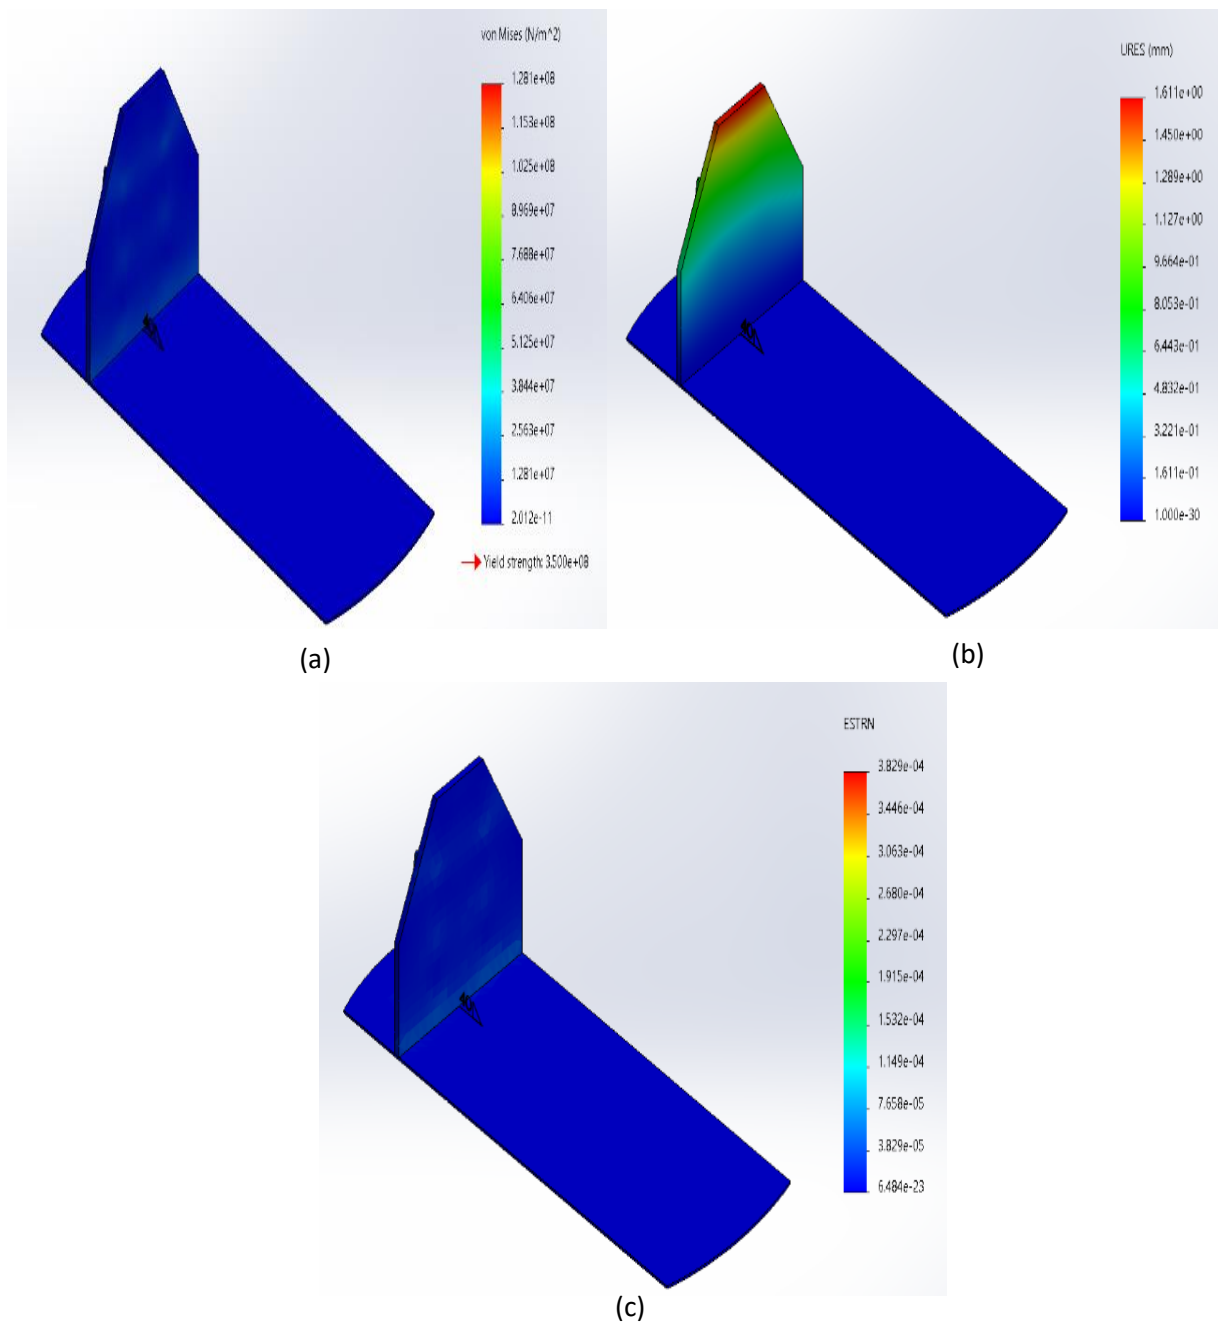 von Mises (N/m^2)
1.281e+08
1.153e+08
1.025e+08
8.969e+07
7.688e+07
6.406e+07
5.125e+07
3.844e+07
2.563e+07
1.281e+07
2.012e-11
Yield strength: 3.500e+08
(a)
URES (mm)
1.611e+00
1.450e+00
1.289e+00
1.127e+00
9.664e-01
8.053e-01
6.443e-01
4.832e-01
3.221e-01
1.611e-01
1.000e-30
(b)
ESTRN
3.829e-04
3.446e-04
3.063e-04
2.680e-04
2.297e-04
1.915e-04
1.532e-04
1.149e-04
7.658e-05
3.829e-05
6.484e-23
(c)